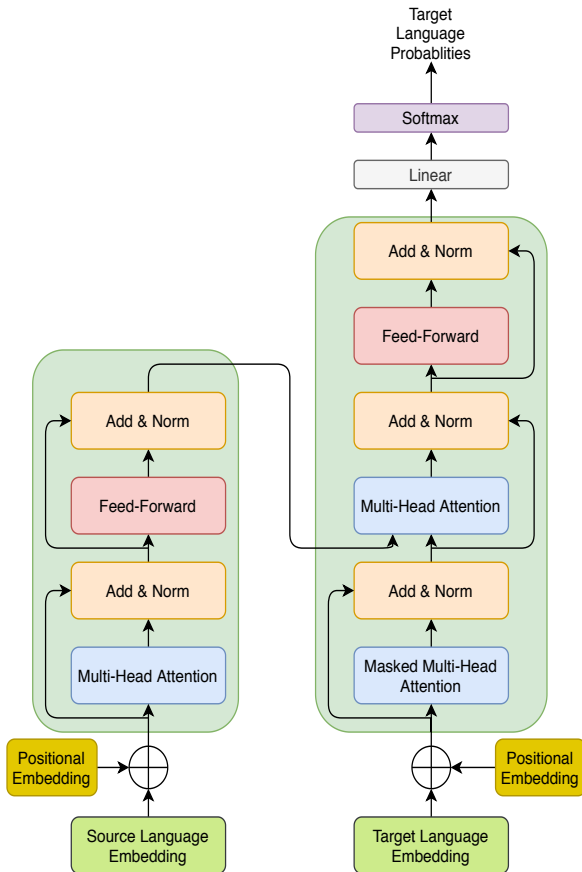 Target
Language
Probablities
Softmax
Linear
Add & Norm
Feed-Forward
Add & Norm
Multi-Head Attention
Add & Norm
Masked Multi-Head
Attention
Positional
Embedding
Target Language
Embedding
Add & Norm
Feed-Forward
Add & Norm
Multi-Head Attention
Positional
Embedding
Source Language
Embedding